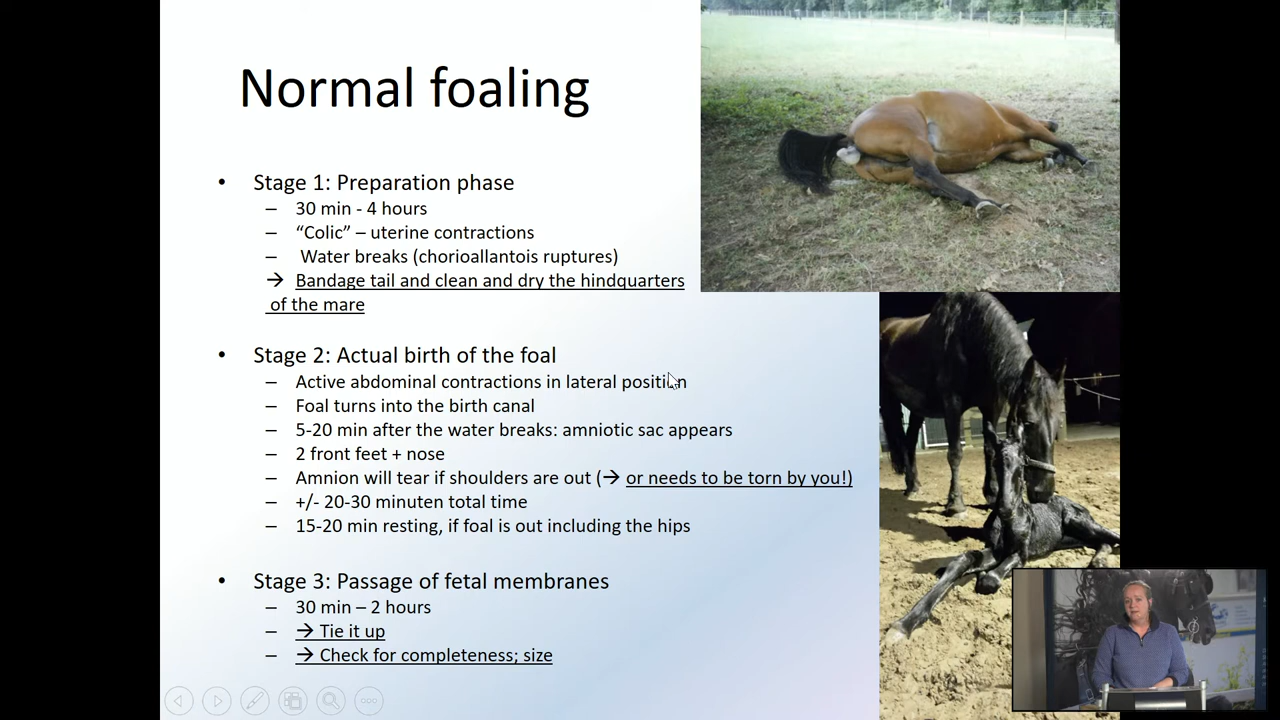 Normal foaling
• Stage 1: Preparation phase
– 30 min - 4 hours
– “Colic” – uterine contractions
– Water breaks (chorioallantois ruptures)
→ Bandage tail and clean and dry the hindquarters
of the mare
• Stage 2: Actual birth of the foal
– Active abdominal contractions in lateral position
– Foal turns into the birth canal
– 5-20 min after the water breaks: amniotic sac appears
– 2 front feet + nose
– Amnion will tear if shoulders are out (→ or needs to be torn by you!)
– +/- 20-30 minuten total time
– 15-20 min resting, if foal is out including the hips
• Stage 3: Passage of fetal membranes
– 30 min – 2 hours
– → Tie it up
– → Check for completeness; size